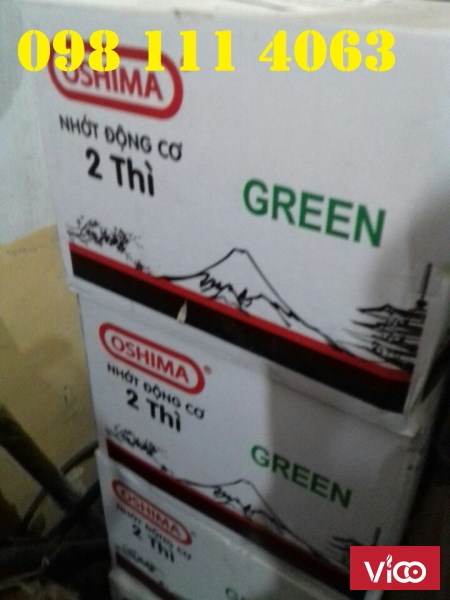 098 111 4063
OSHIMA
NHỚT ĐỘNG CƠ
2 Thì
GREEN
OSHIMA®
NHỚT ĐỘNG CƠ
2 Thì
GREEN
OSHIMA
NHỚT ĐỘNG CƠ
2 Thì
GREEN
ViCO